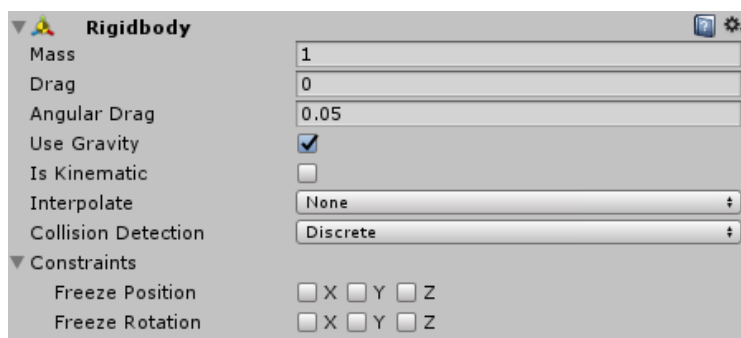 Rigidbody
Mass 1
Drag 0
Angular Drag 0.05
Use Gravity
Is Kinematic
Interpolate None
Collision Detection Discrete
Constraints
Freeze Position X Y Z
Freeze Rotation X Y Z